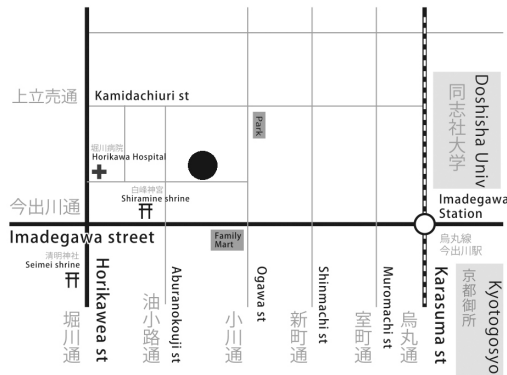 上立売通
Kamidachiuri st
Park
Doshisha Univ
同志社大学
堀川病院
Horikawa Hospital
白峰神宮
Shiramine shrine
今出川通
Imadegawa street
Imadegawa
Station
Family
Mart
烏丸線
今出川駅
清明神社
Seimei shrine
堀川通
Horikawea st
油小路通
Aburanokouji st
小川通
Ogawa st
新町通
Shinmachi st
室町通
Muromachi st
烏丸通
Karasuma st
京都御所
Kyotogosyo